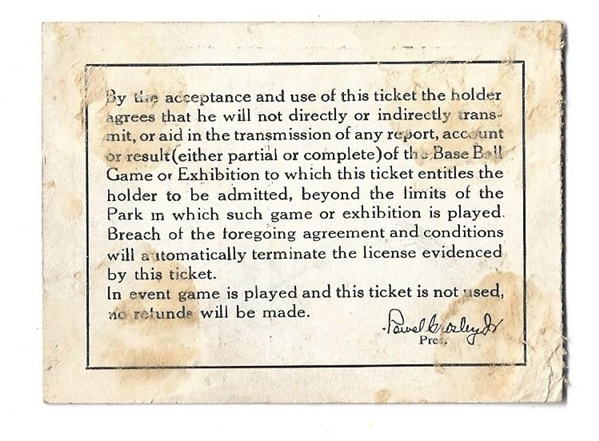 By the acceptance and use of this ticket the holder
agrees that he will not directly or indirectly trans-
mit, or aid in the transmission of any report, account
or result (either partial or complete) of the Base Ball
Game or Exhibition to which this ticket entitles the
holder to be admitted, beyond the limits of the
Park in which such game or exhibition is played.
Breach of the foregoing agreement and conditions
will automatically terminate the license evidenced
by this ticket.
In event game is played and this ticket is not used,
no refunds will be made.
Powel Crosley Jr
Pres.